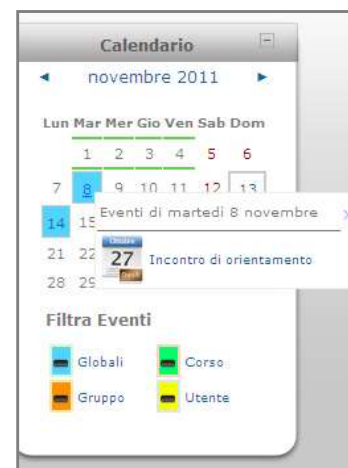 Calendario
◄ novembre 2011 ►
Lun Mar Mer Gio Ven Sab Dom
1 2 3 4 5 6
7 8 9 10 11 12 13
Eventi di martedì 8 novembre x
14 15
Ottobre
27 Incontro di orientamento
21 22
28 29
Filtra Eventi
Globali Corso
Gruppo Utente